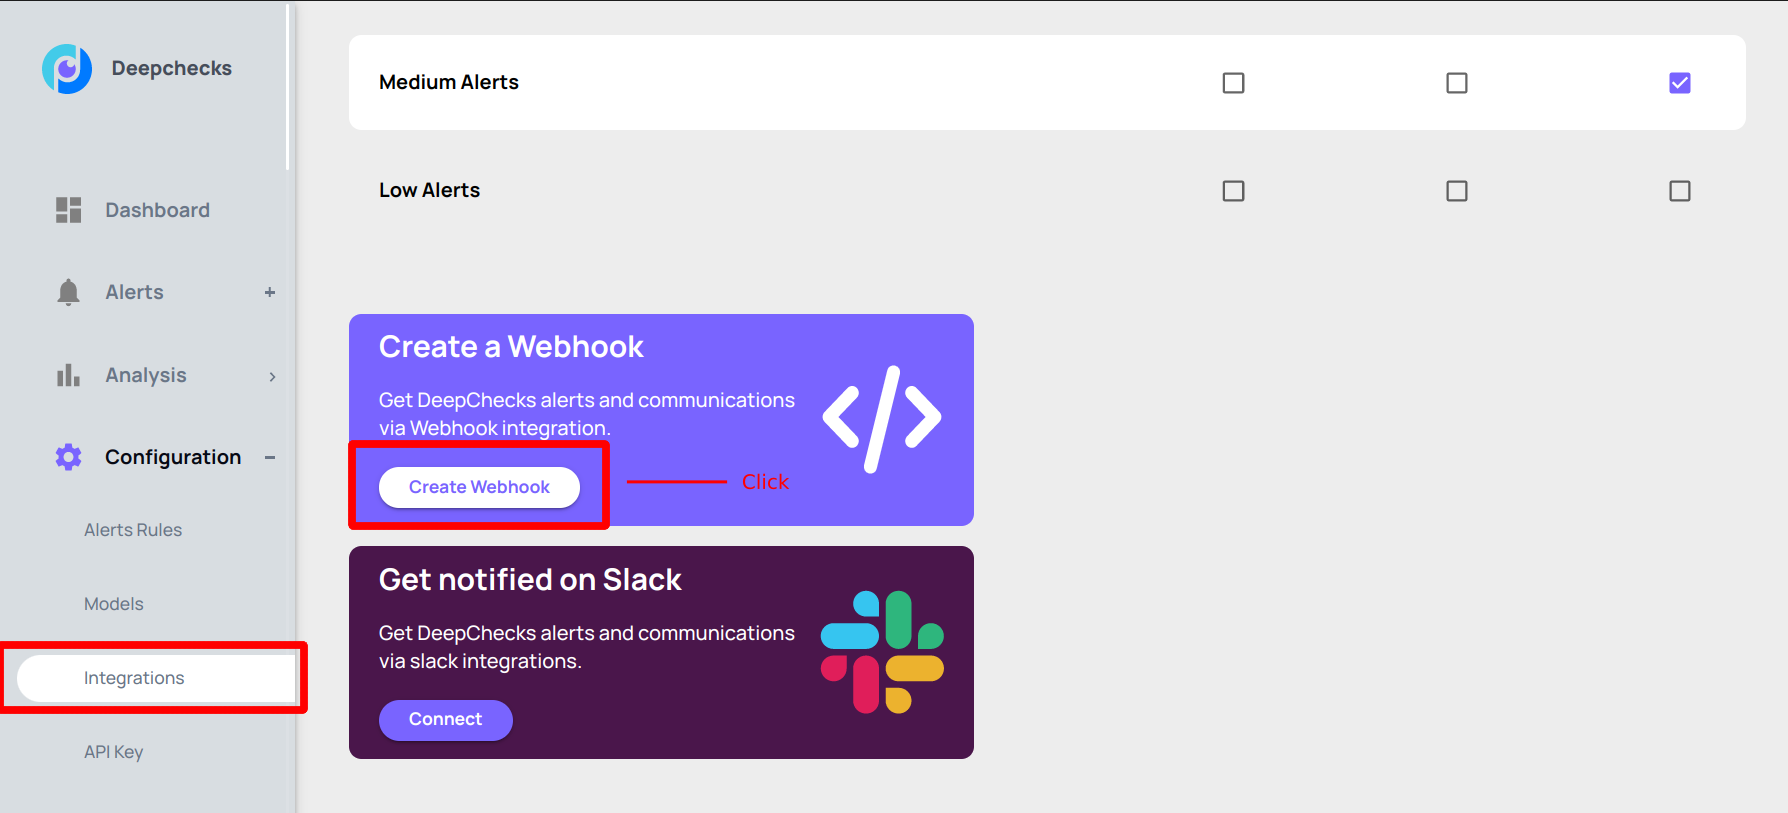 Deepchecks
Dashboard
Alerts +
Analysis >
Configuration -
Alerts Rules
Models
Integrations
API Key
Medium Alerts
Low Alerts
Create a Webhook
Get DeepChecks alerts and communications
via Webhook integration.
Create Webhook
Click
Get notified on Slack
Get DeepChecks alerts and communications
via slack integrations.
Connect